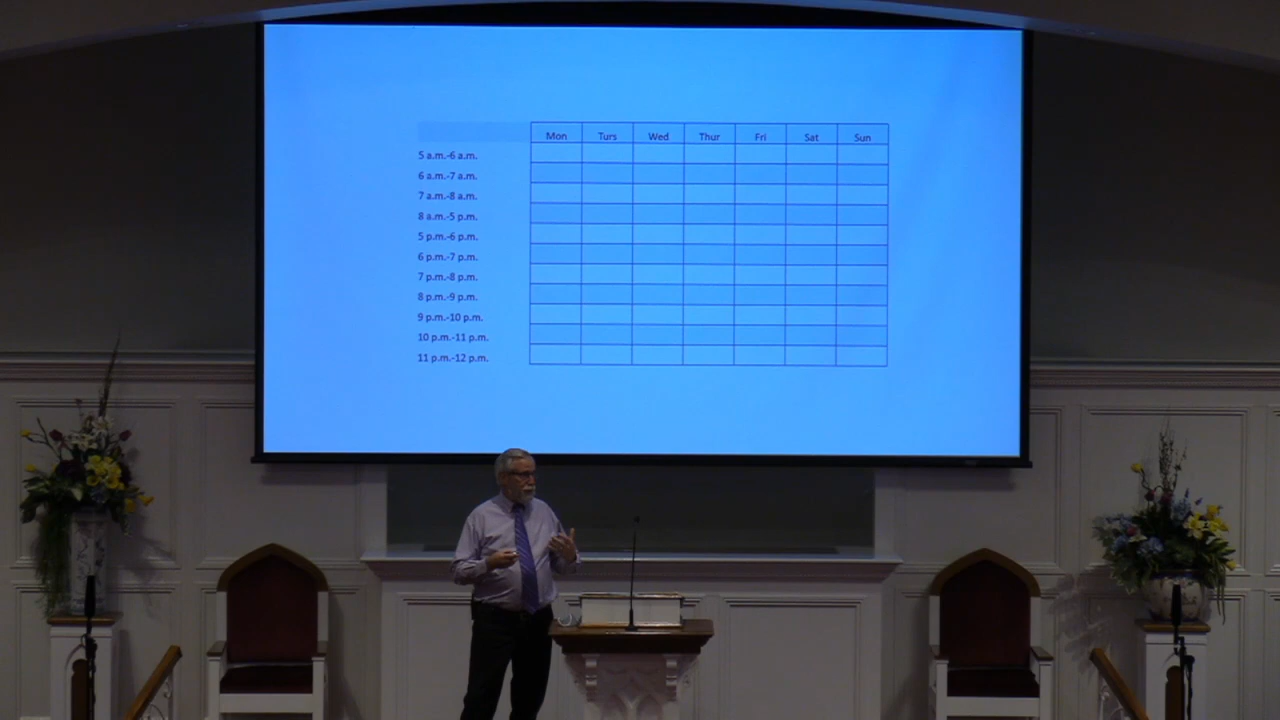 Mon Turs Wed Thur Fri Sat Sun
5 a.m.-6 a.m.
6 a.m.-7 a.m.
7 a.m.-8 a.m.
8 a.m.-5 p.m.
5 p.m.-6 p.m.
6 p.m.-7 p.m.
7 p.m.-8 p.m.
8 p.m.-9 p.m.
9 p.m.-10 p.m.
10 p.m.-11 p.m.
11 p.m.-12 p.m.